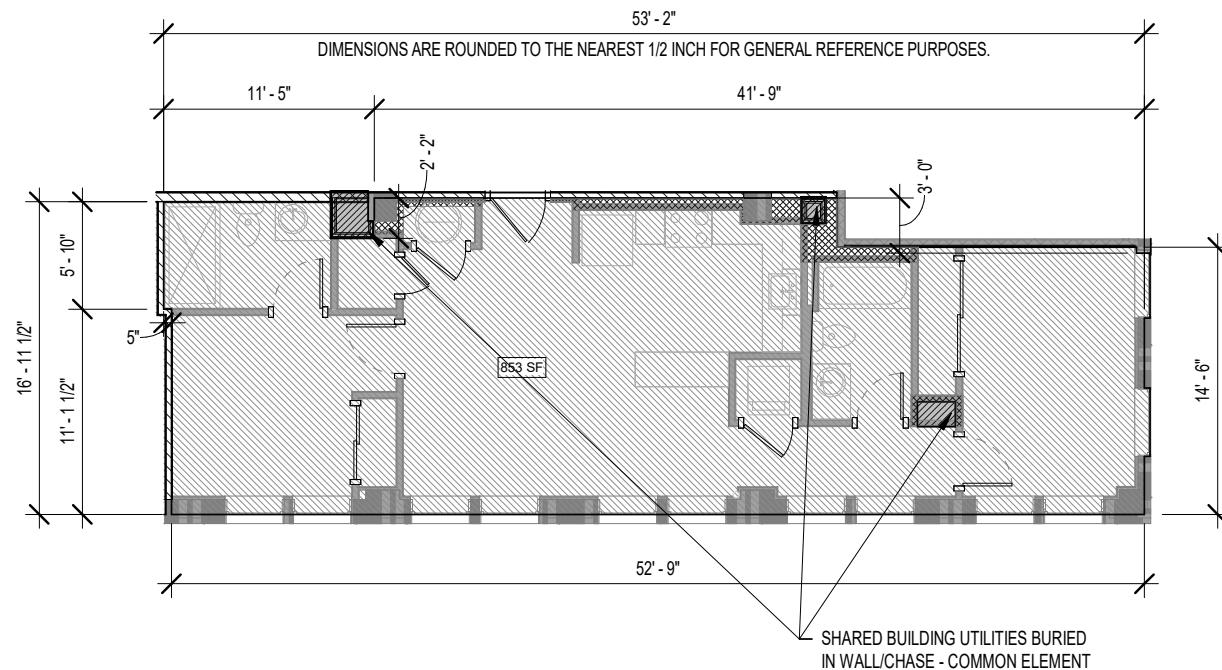 53' - 2"
DIMENSIONS ARE ROUNDED TO THE NEAREST 1/2 INCH FOR GENERAL REFERENCE PURPOSES.
11' - 5"
41' - 9"
2' - 2"
3' - 0"
5' - 10"
16' - 11 1/2"
5"
11' - 1 1/2"
853 SF
14' - 6"
52' - 9"
SHARED BUILDING UTILITIES BURIED
IN WALL/CHASE - COMMON ELEMENT